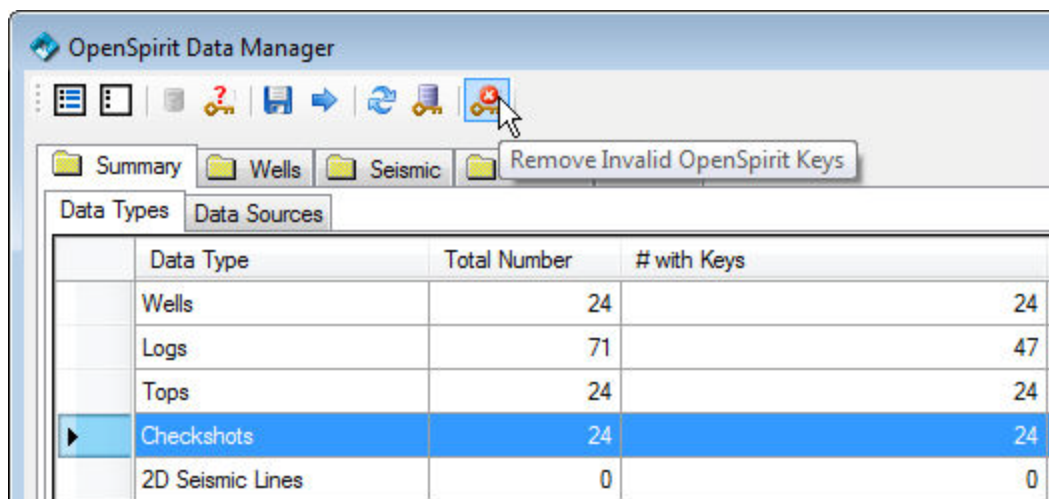 OpenSpirit Data Manager
Summary Wells Seismic
Remove Invalid OpenSpirit Keys
Data Types Data Sources
Data Type Total Number # with Keys
Wells 24 24
Logs 71 47
Tops 24 24
Checkshots 24 24
2D Seismic Lines 0 0